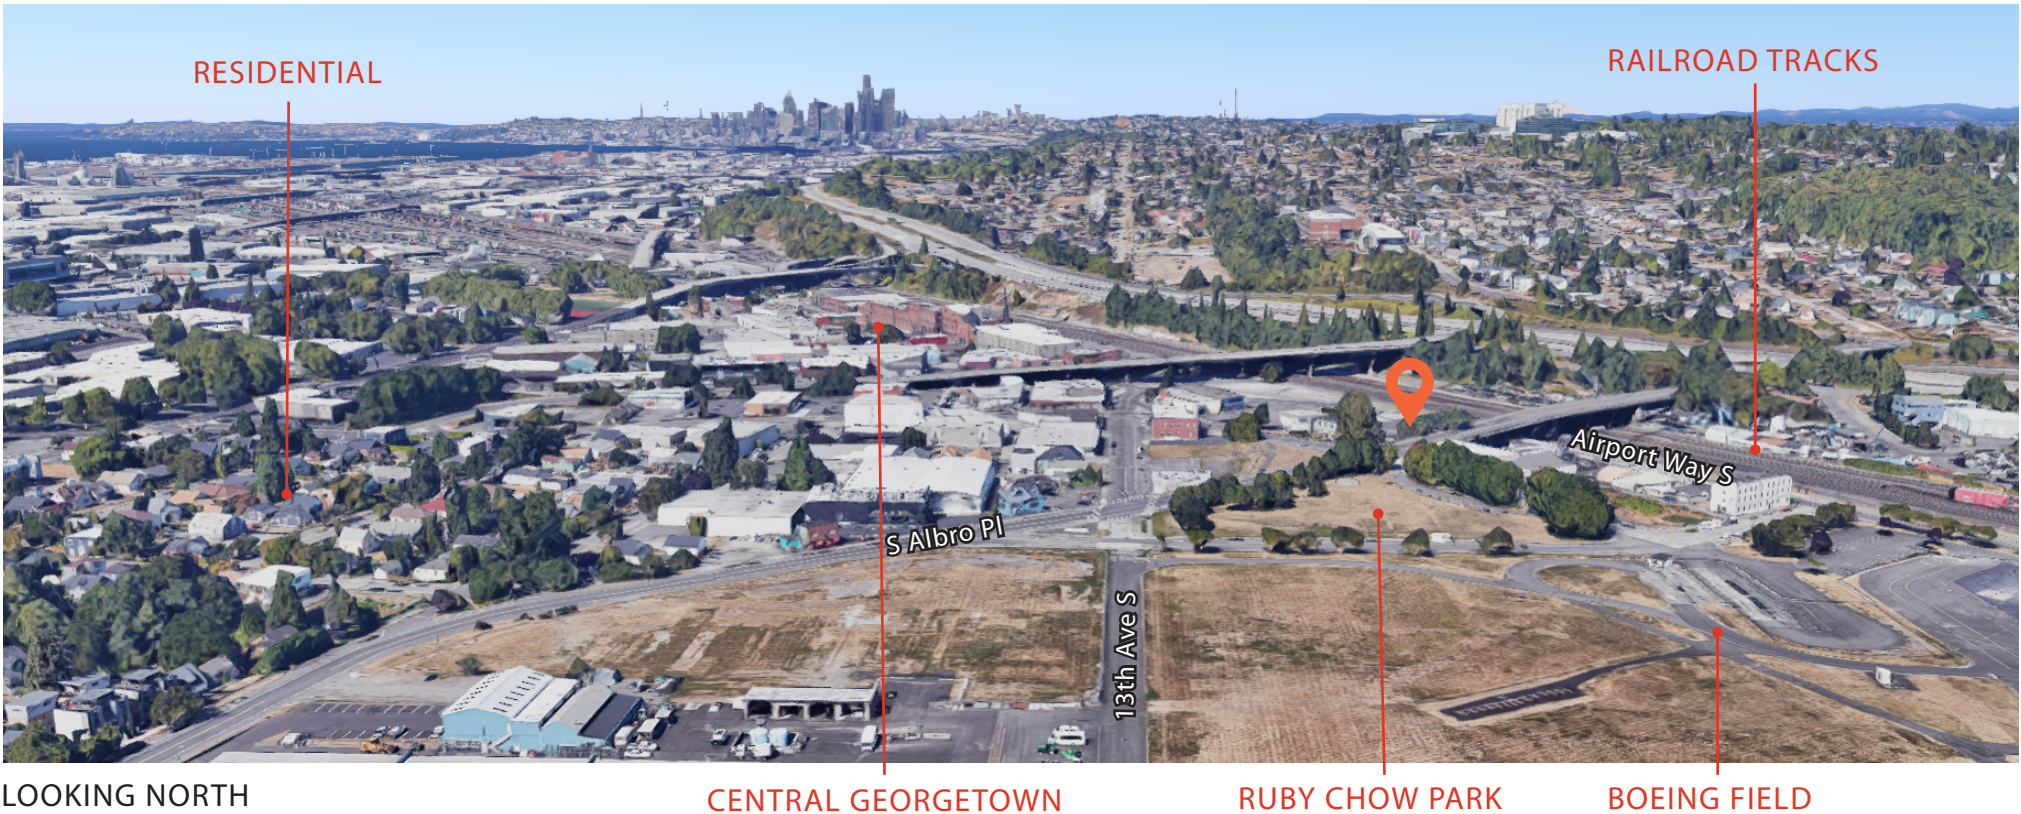 RESIDENTIAL
RAILROAD TRACKS
Airport Way S
S Albro Pl
13th Ave S
LOOKING NORTH
CENTRAL GEORGETOWN
RUBY CHOW PARK
BOEING FIELD